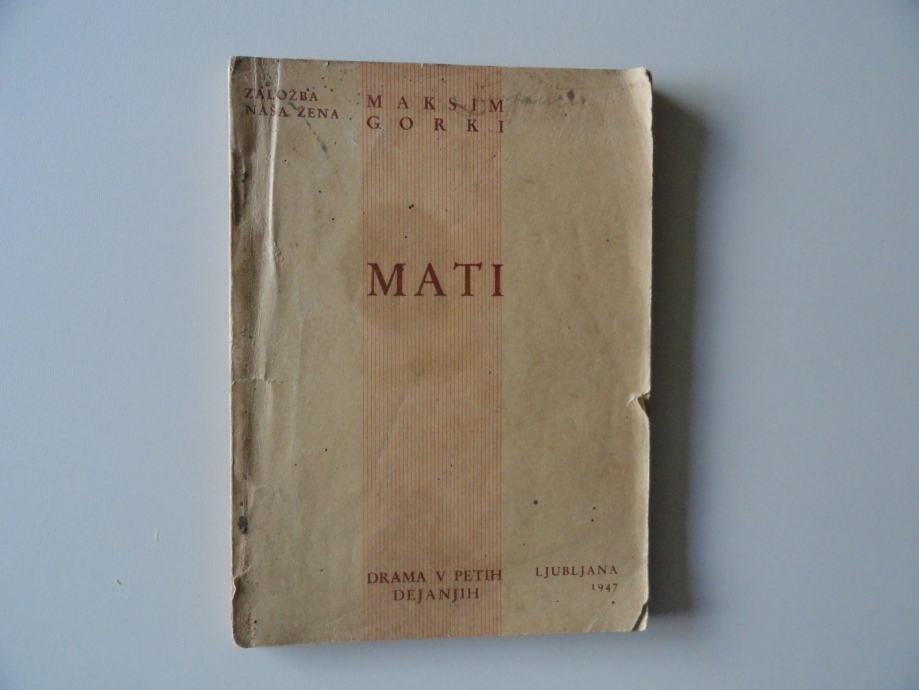 ZALOŽBA
NAŠA ŽENA
MAKSIM
GORKI
MATI
DRAMA V PETIH
DEJANJIH
LJUBLJANA
1947